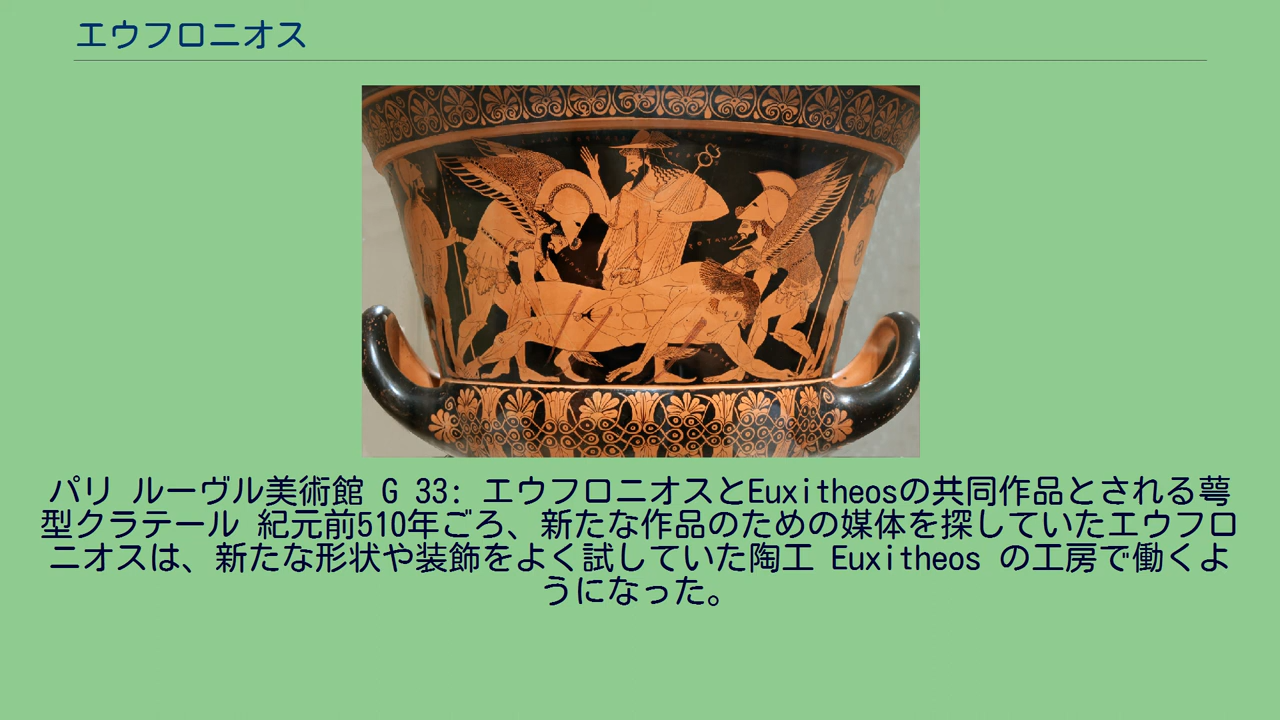 エウフロニオス
パリ ルーヴル美術館 G 33: エウフロニオスとEuxitheosの共同作品とされる萼
型クラテール 紀元前510年ごろ、新たな作品のための媒体を探していたエウフロ
ニオスは、新たな形状や装飾をよく試していた陶工 Euxitheos の工房で働くよ
うになった。